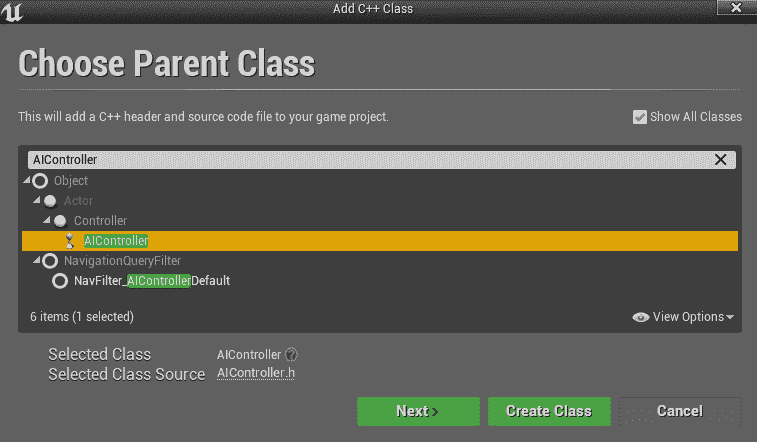 Add C++ Class
Choose Parent Class
This will add a C++ header and source code file to your game project.
Show All Classes
AIController
Object
Actor
Controller
AIController
NavigationQueryFilter
NavFilter_AIControllerDefault
6 items (1 selected)
View Options
Selected Class AIController
Selected Class Source AIController.h
Next >
Create Class
Cancel